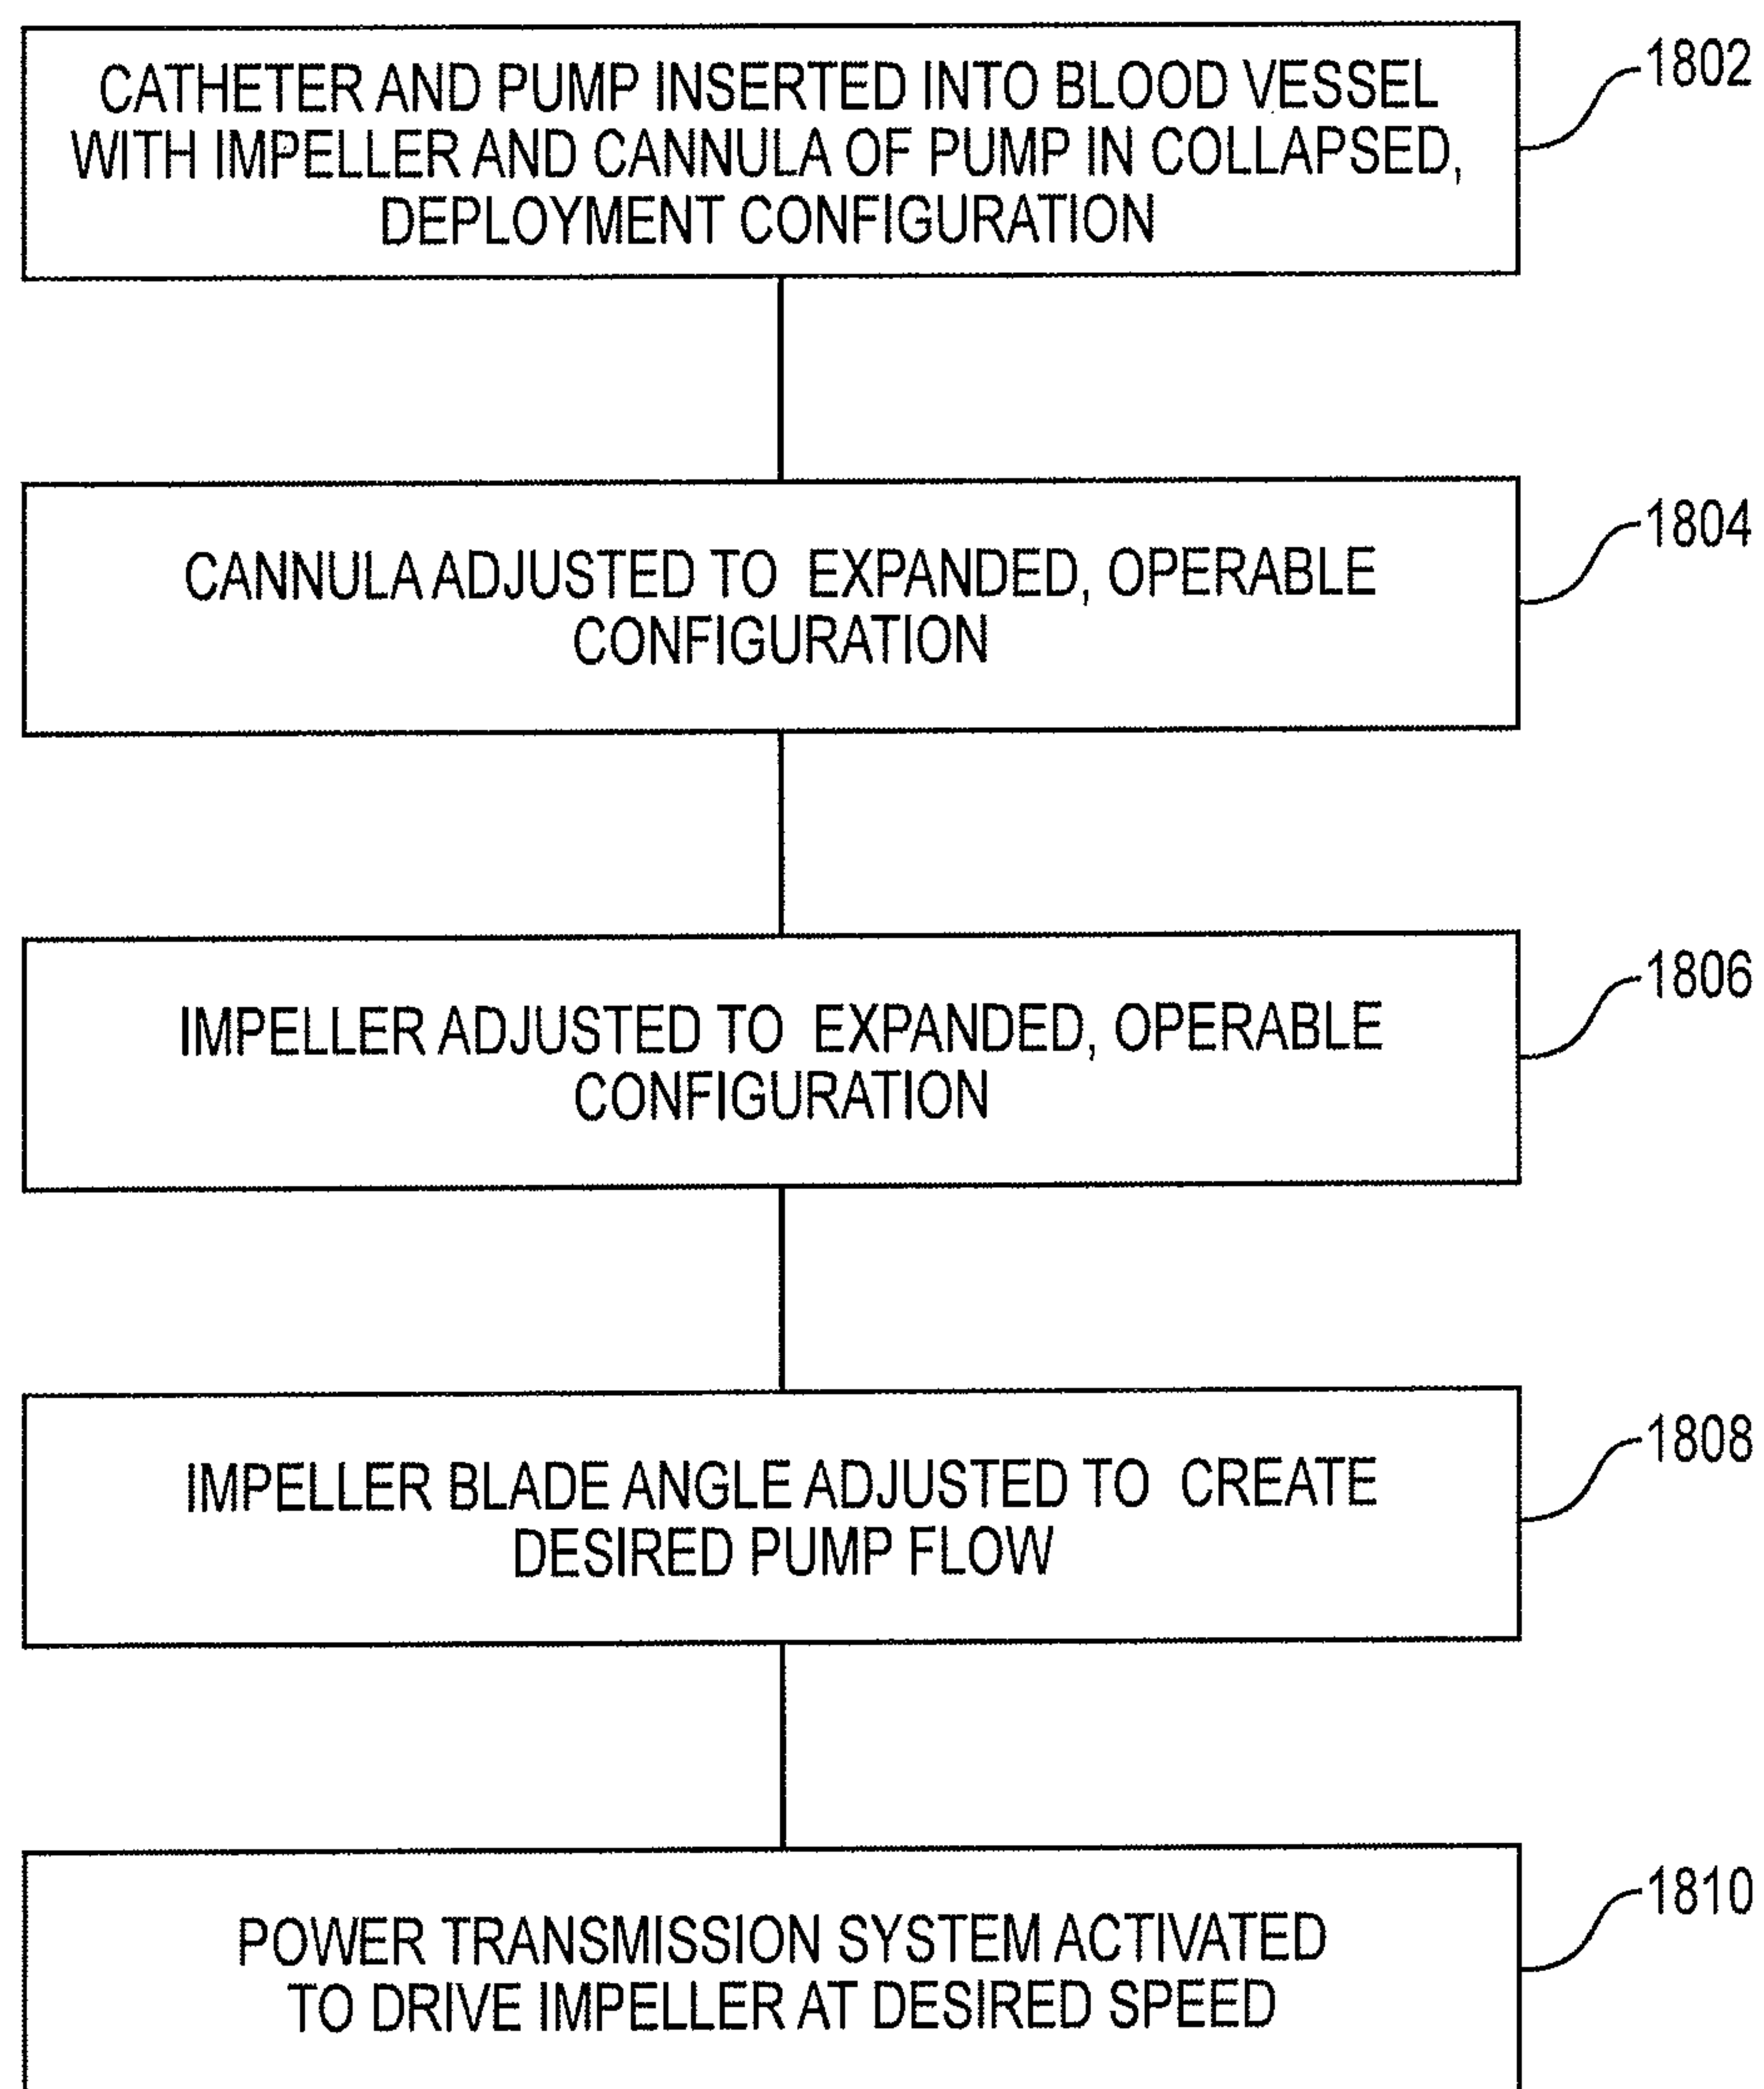 CATHETER AND PUMP INSERTED INTO BLOOD VESSEL
WITH IMPELLER AND CANNULA OF PUMP IN COLLAPSED,
DEPLOYMENT CONFIGURATION
1802
CANNULA ADJUSTED TO EXPANDED, OPERABLE
CONFIGURATION
1804
IMPELLER ADJUSTED TO EXPANDED, OPERABLE
CONFIGURATION
1806
IMPELLER BLADE ANGLE ADJUSTED TO CREATE
DESIRED PUMP FLOW
1808
POWER TRANSMISSION SYSTEM ACTIVATED
TO DRIVE IMPELLER AT DESIRED SPEED
1810